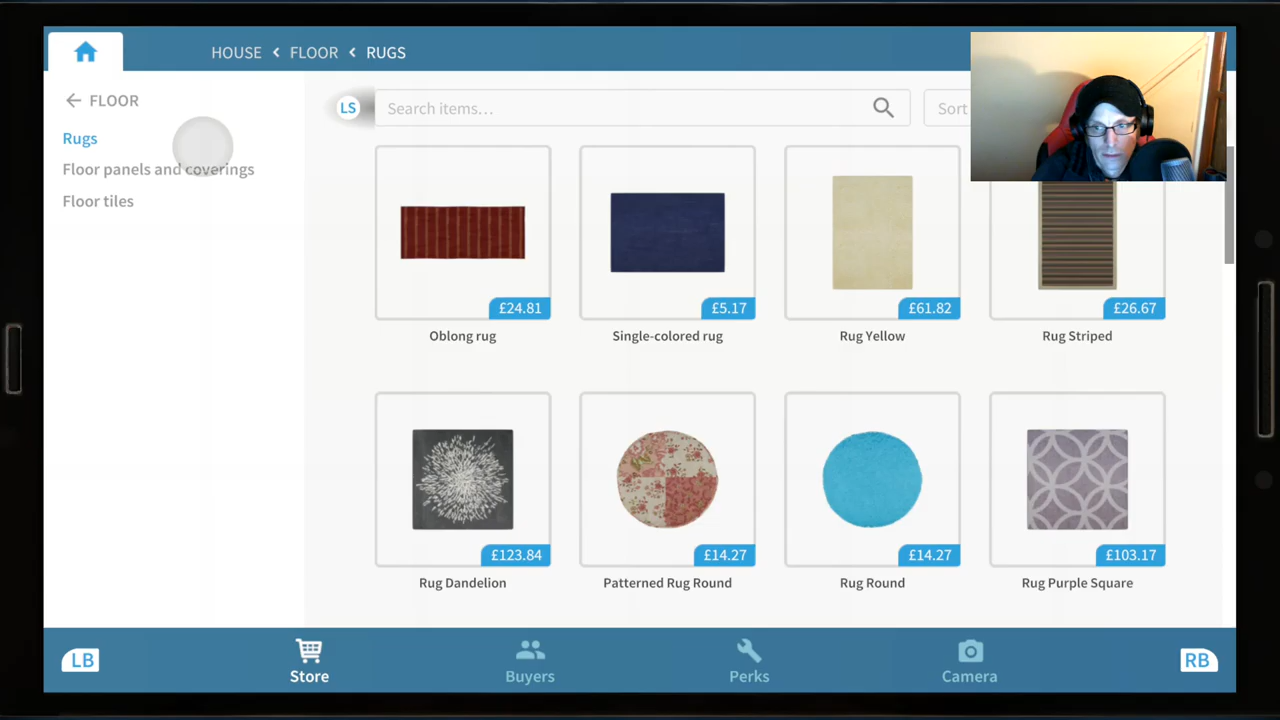 HOUSE < FLOOR < RUGS
FLOOR
Rugs
Floor panels and coverings
Floor tiles
LS
Search items...
Sort
£24.81
£5.17
£61.82
£26.67
Oblong rug
Single-colored rug
Rug Yellow
Rug Striped
£123.84
£14.27
£14.27
£103.17
Rug Dandelion
Patterned Rug Round
Rug Round
Rug Purple Square
LB
Store
Buyers
Perks
Camera
RB